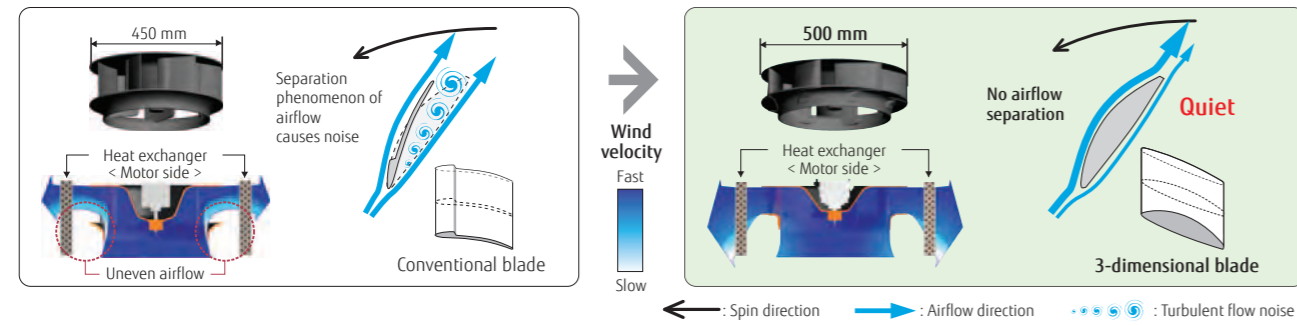 450 mm
Separation
phenomenon of
airflow
causes noise
Heat exchanger
< Motor side >
Uneven airflow
Conventional blade
Wind
velocity
Fast
Slow
500 mm
No airflow
separation
Quiet
Heat exchanger
< Motor side >
3-dimensional blade
: Spin direction
: Airflow direction
: Turbulent flow noise